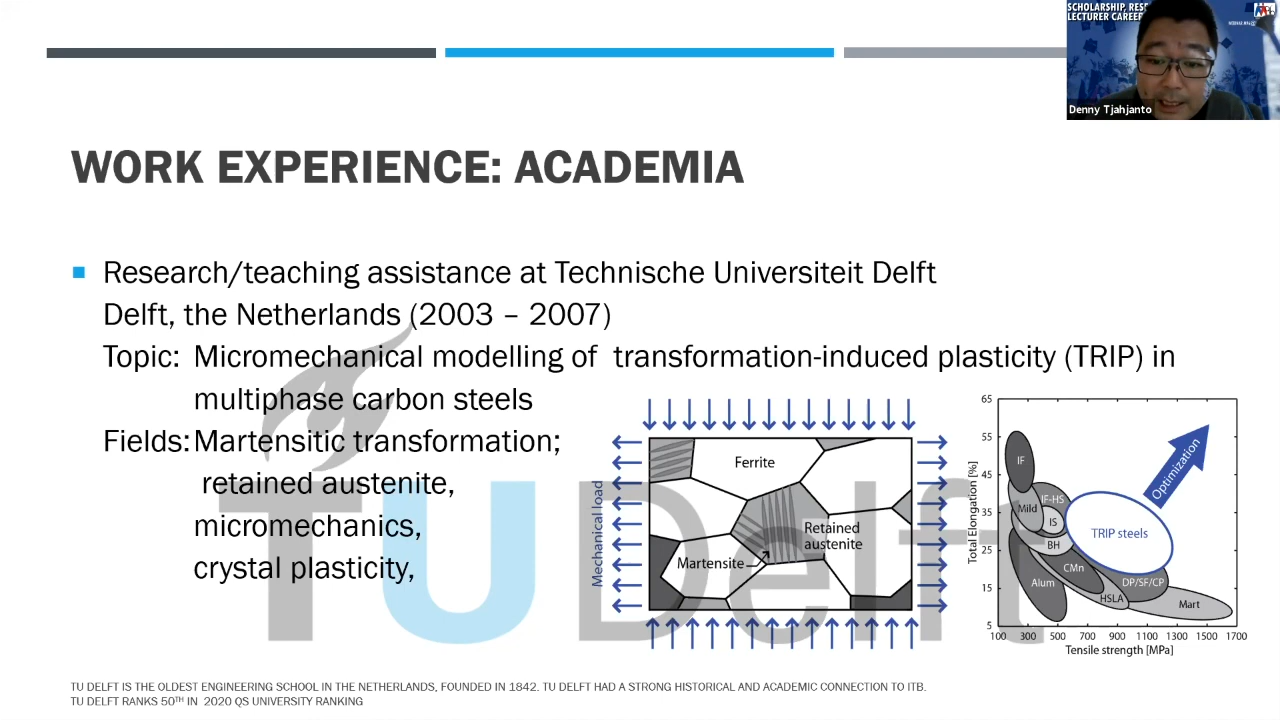 SCHOLARSHIP, RES
LECTURER CAREER
Denny Tjahjanto
WORK EXPERIENCE: ACADEMIA
Research/teaching assistance at Technische Universiteit Delft
Delft, the Netherlands (2003 – 2007)
Topic: Micromechanical modelling of transformation-induced plasticity (TRIP) in
multiphase carbon steels
Fields: Martensitic transformation;
retained austenite,
micromechanics,
crystal plasticity,
TU Delft
Mechanical load
Ferrite
Retained
austenite
Martensite
Total Elongation [%]
65
55
45
35
25
15
5
IF
IF-HS
Mild
IS
BH
CMn
Alum
HSLA
DP/SF/CP
Mart
TRIP steels
Optimization
100 300 500 700 900 1100 1300 1500 1700
Tensile strength [MPa]
TU DELFT IS THE OLDEST ENGINEERING SCHOOL IN THE NETHERLANDS, FOUNDED IN 1842. TU DELFT HAD A STRONG HISTORICAL AND ACADEMIC CONNECTION TO ITB.
TU DELFT RANKS 50TH IN 2020 QS UNIVERSITY RANKING